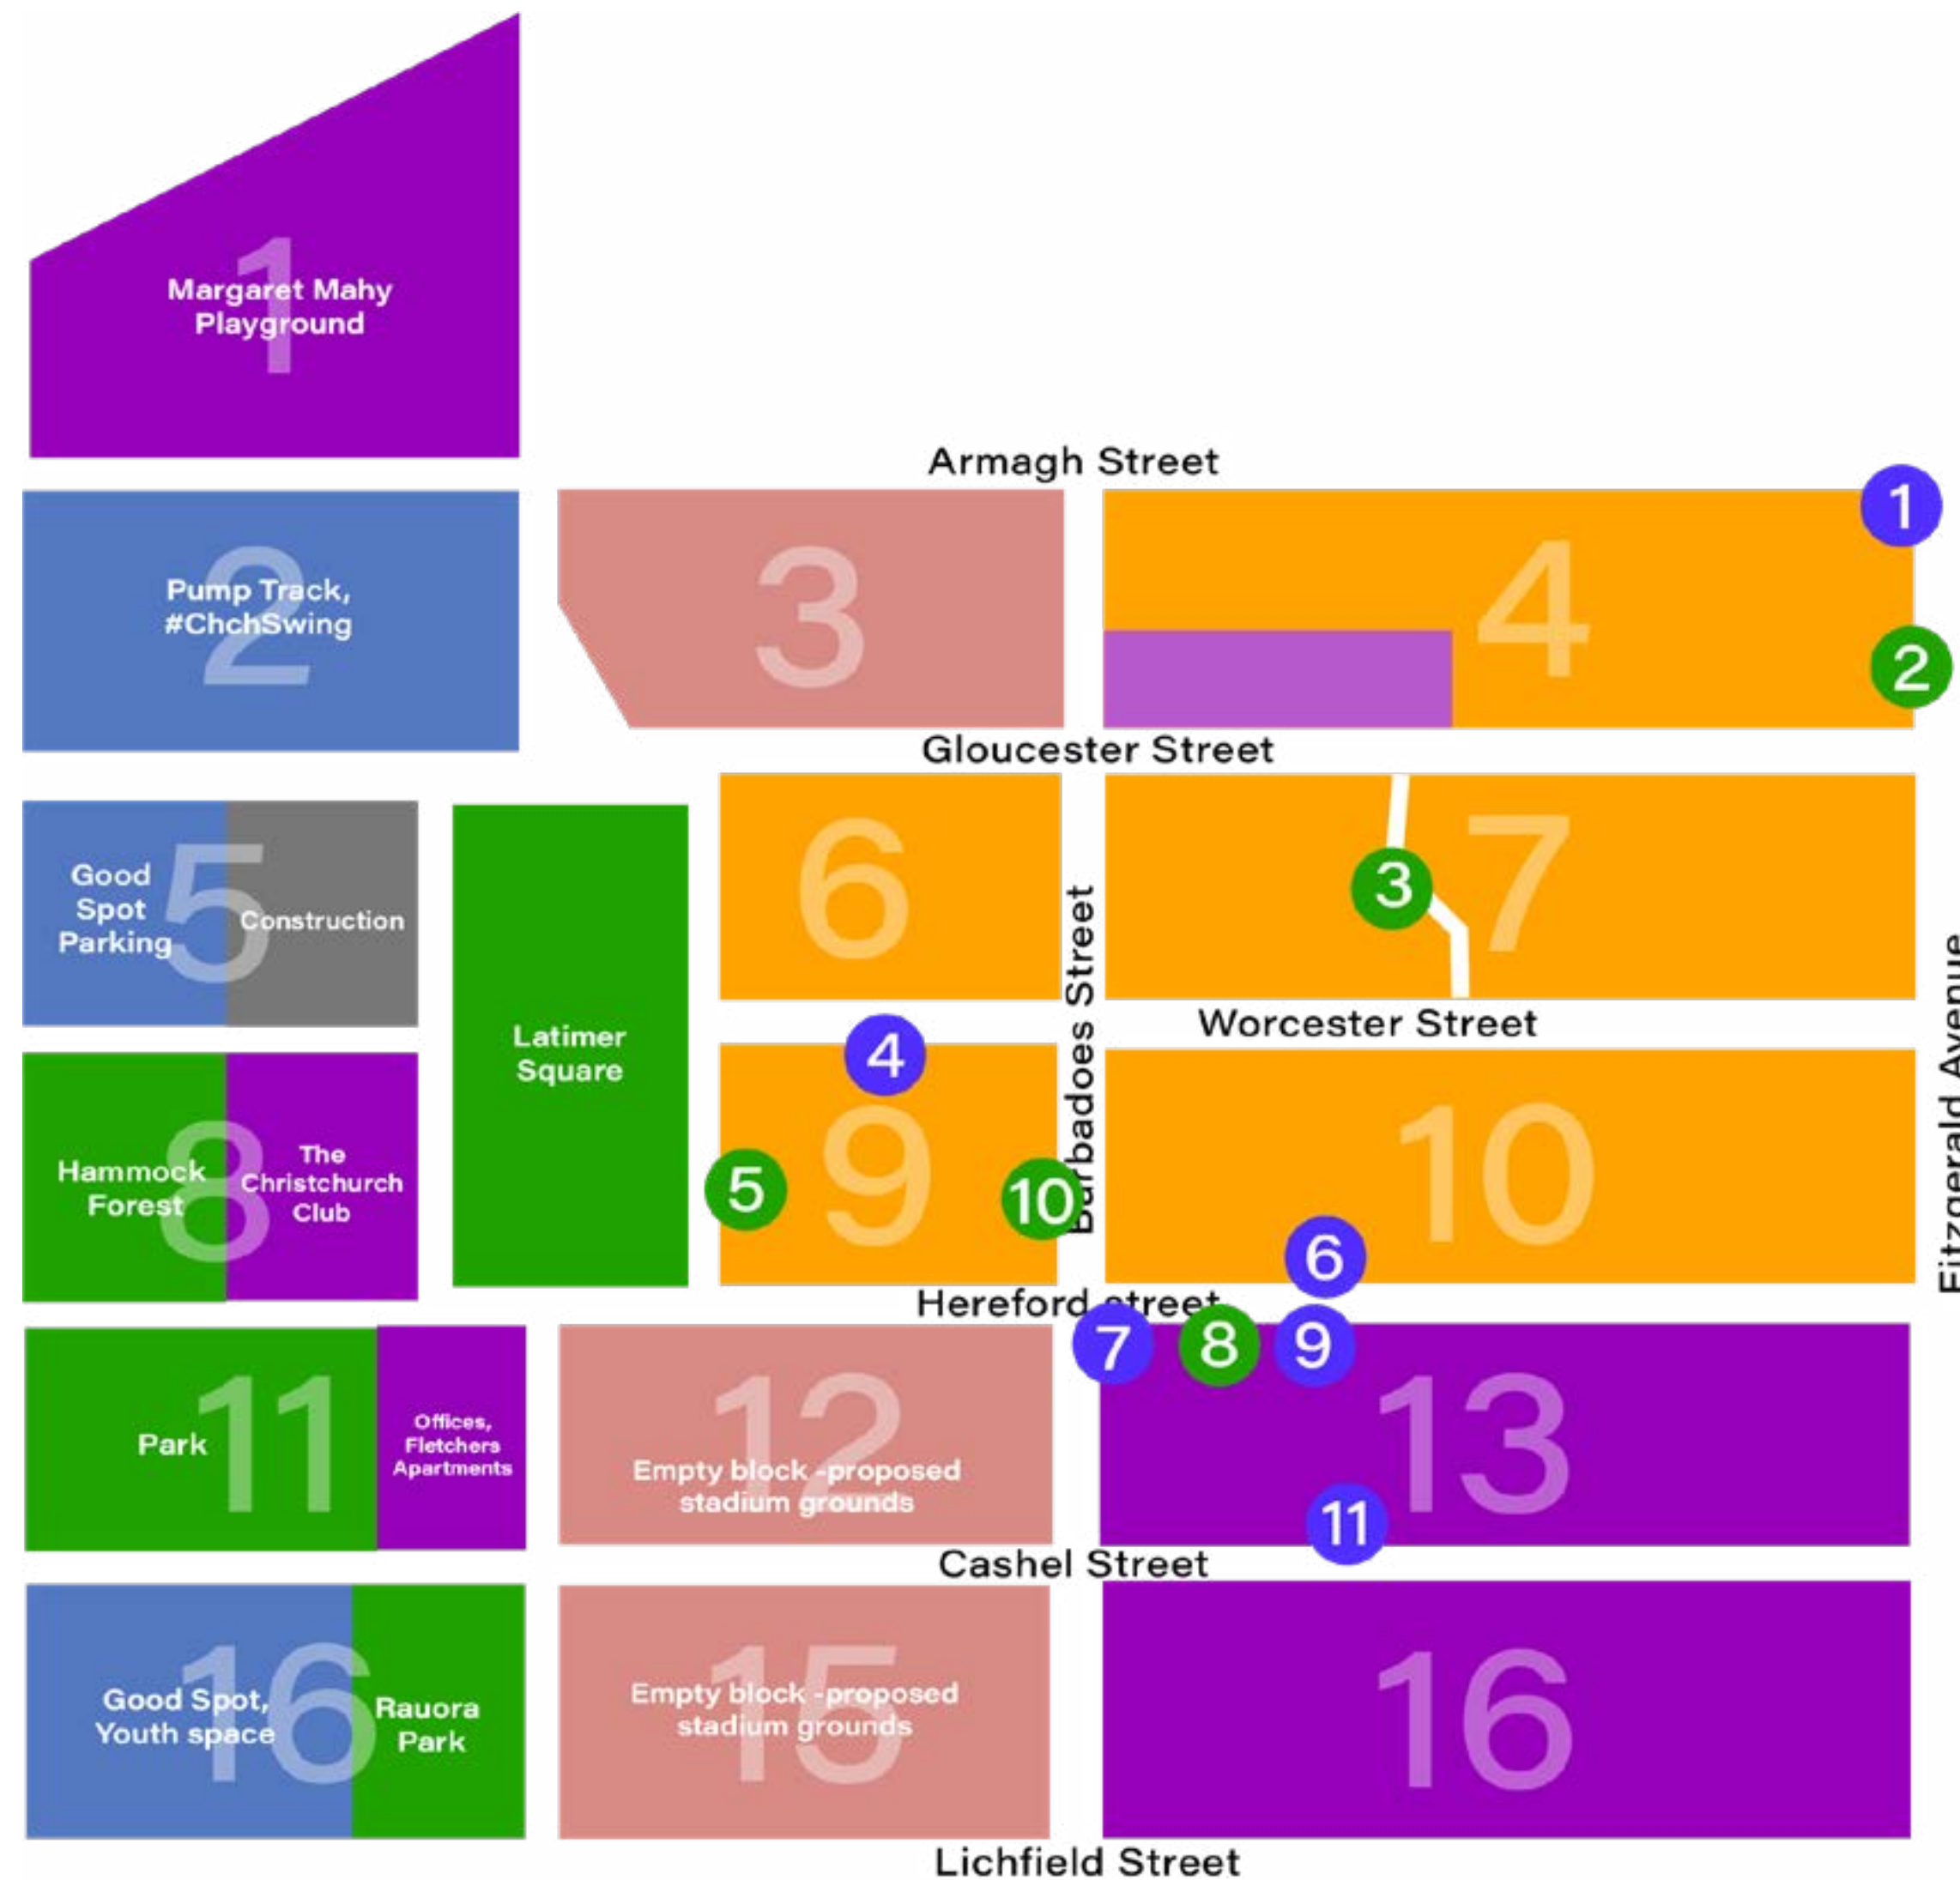 1
Margaret Mahy
Playground
Armagh Street
2
Pump Track,
#ChchSwing
3
4
1
2
Gloucester Street
5
Good
Spot
Parking
Construction
Latimer
Square
6
7
3
Barbadoes Street
Worcester Street
Fitzgerald Avenue
8
Hammock
Forest
The
Christchurch
Club
9
4
5
10
10
6
Hereford street
11
Park
Offices,
Fletchers
Apartments
12
Empty block -proposed
stadium grounds
13
7
8
9
11
Cashel Street
16
Good Spot,
Youth space
Rauora
Park
15
Empty block -proposed
stadium grounds
16
Lichfield Street